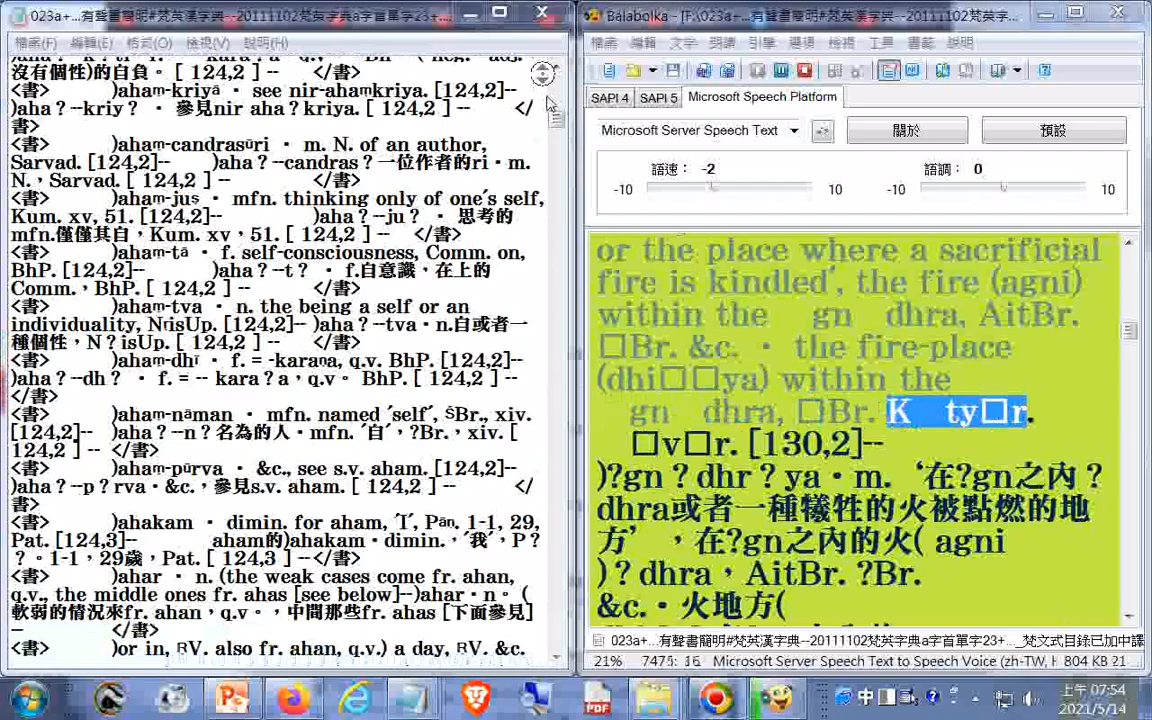 023a+...有聲書簡明#梵英漢字典--20111102梵英字典a字首單字23+...
檔案(F) 編輯(E) 格式(O) 檢視(V) 說明(H)
沒有個性)的自負。[ 124,2 ] -- </書>
<書> )ahaṃ-kriyā • see nir-ahaṃkriya. [124,2]--
)aha？--kriy？ • 參見nir aha？kriya. [ 124,2 ] -- </
書>
<書> )ahaṃ-candrasūri • m. N. of an author,
Sarvad. [124,2]-- )aha？--candras？一位作者的ri・m.
N.，Sarvad. [ 124,2 ] -- </書>
<書> )ahaṃ-jus • mfn. thinking only of one's self,
Kum. xv, 51. [124,2]-- )aha？--ju？ • 思考的
mfn.僅僅其自，Kum. xv，51. [ 124,2 ] -- </書>
<書> )ahaṃ-tā • f. self-consciousness, Comm. on,
BhP. [124,2]-- )aha？--t？ • f.自意識，在上的
Comm.，BhP. [ 124,2 ] -- </書>
<書> )ahaṃ-tva • n. the being a self or an
individuality, NṛisUp. [124,2]-- )aha？--tva・n.自或者一
種個性，N？isUp. [ 124,2 ] -- </書>
<書> )ahaṃ-dhī • f. = -karaṇa, q.v. BhP. [124,2]--
)aha？--dh？ • f. = -- kara？a，q.v。 BhP. [ 124,2 ] --
</書>
<書> )ahaṃ-nāman • mfn. named 'self', ŚBr., xiv.
[124,2]-- )aha？--n？名為的人・mfn. '自'，?Br.，xiv. [
124,2 ] -- </書>
<書> )ahaṃ-pūrva • &c., see s.v. aham. [124,2]--
)aha？--p？rva・&c.，參見s.v. aham. [ 124,2 ] -- </
書>
<書> )ahakam • dimin. for aham, 'I', Pāṇ. 1-1, 29,
Pat. [124,3] aham的)ahakam・dimin.，'我'，P？
？。1-1，29歲，Pat. [ 124,3 ] --</書>
<書> )ahar • n. (the weak cases come fr. ahan,
q.v., the middle ones fr. ahas [see below]--)ahar・n。(
軟弱的情況來fr. ahan，q.v。，中間那些fr. ahas [下面參見]
-- </書>
<書> )or in, ṚV. also fr. ahan, q.v.) a day, ṚV. &c.
Balabolka - [F:\023a+...有聲書簡明#梵英漢字典--20111102梵英字...
檔案 編輯 文字 朗讀 引擎 選項 檢視 工具 書籤 說明
SAPI 4 SAPI 5 Microsoft Speech Platform
Microsoft Server Speech Text 關於 預設
語速： -2 語調： 0
-10 10 -10 10
or the place where a sacrificial
fire is kindled', the fire (agni)
within the gn dhra, AitBr.
□Br. &c. • the fire-place
(dhi□□ya) within the
gn dhra, □Br. K ty□r.
□v□r. [130,2]--
)?gn？dhr？ya・m. '在?gn之內？
dhra或者一種犧牲的火被點燃的地
方'，在?gn之內的火( agni
)？dhra，AitBr. ?Br.
&c.・火地方(
023a+...有聲書簡明#梵英漢字典--20111102梵英字典a字首單字23+..._梵文式目錄已加中譯
21% 7475: 16 Microsoft Server Speech Text to Speech Voice (zh-TW, H 804 KB 21
中
上午 07:54
2021/5/14